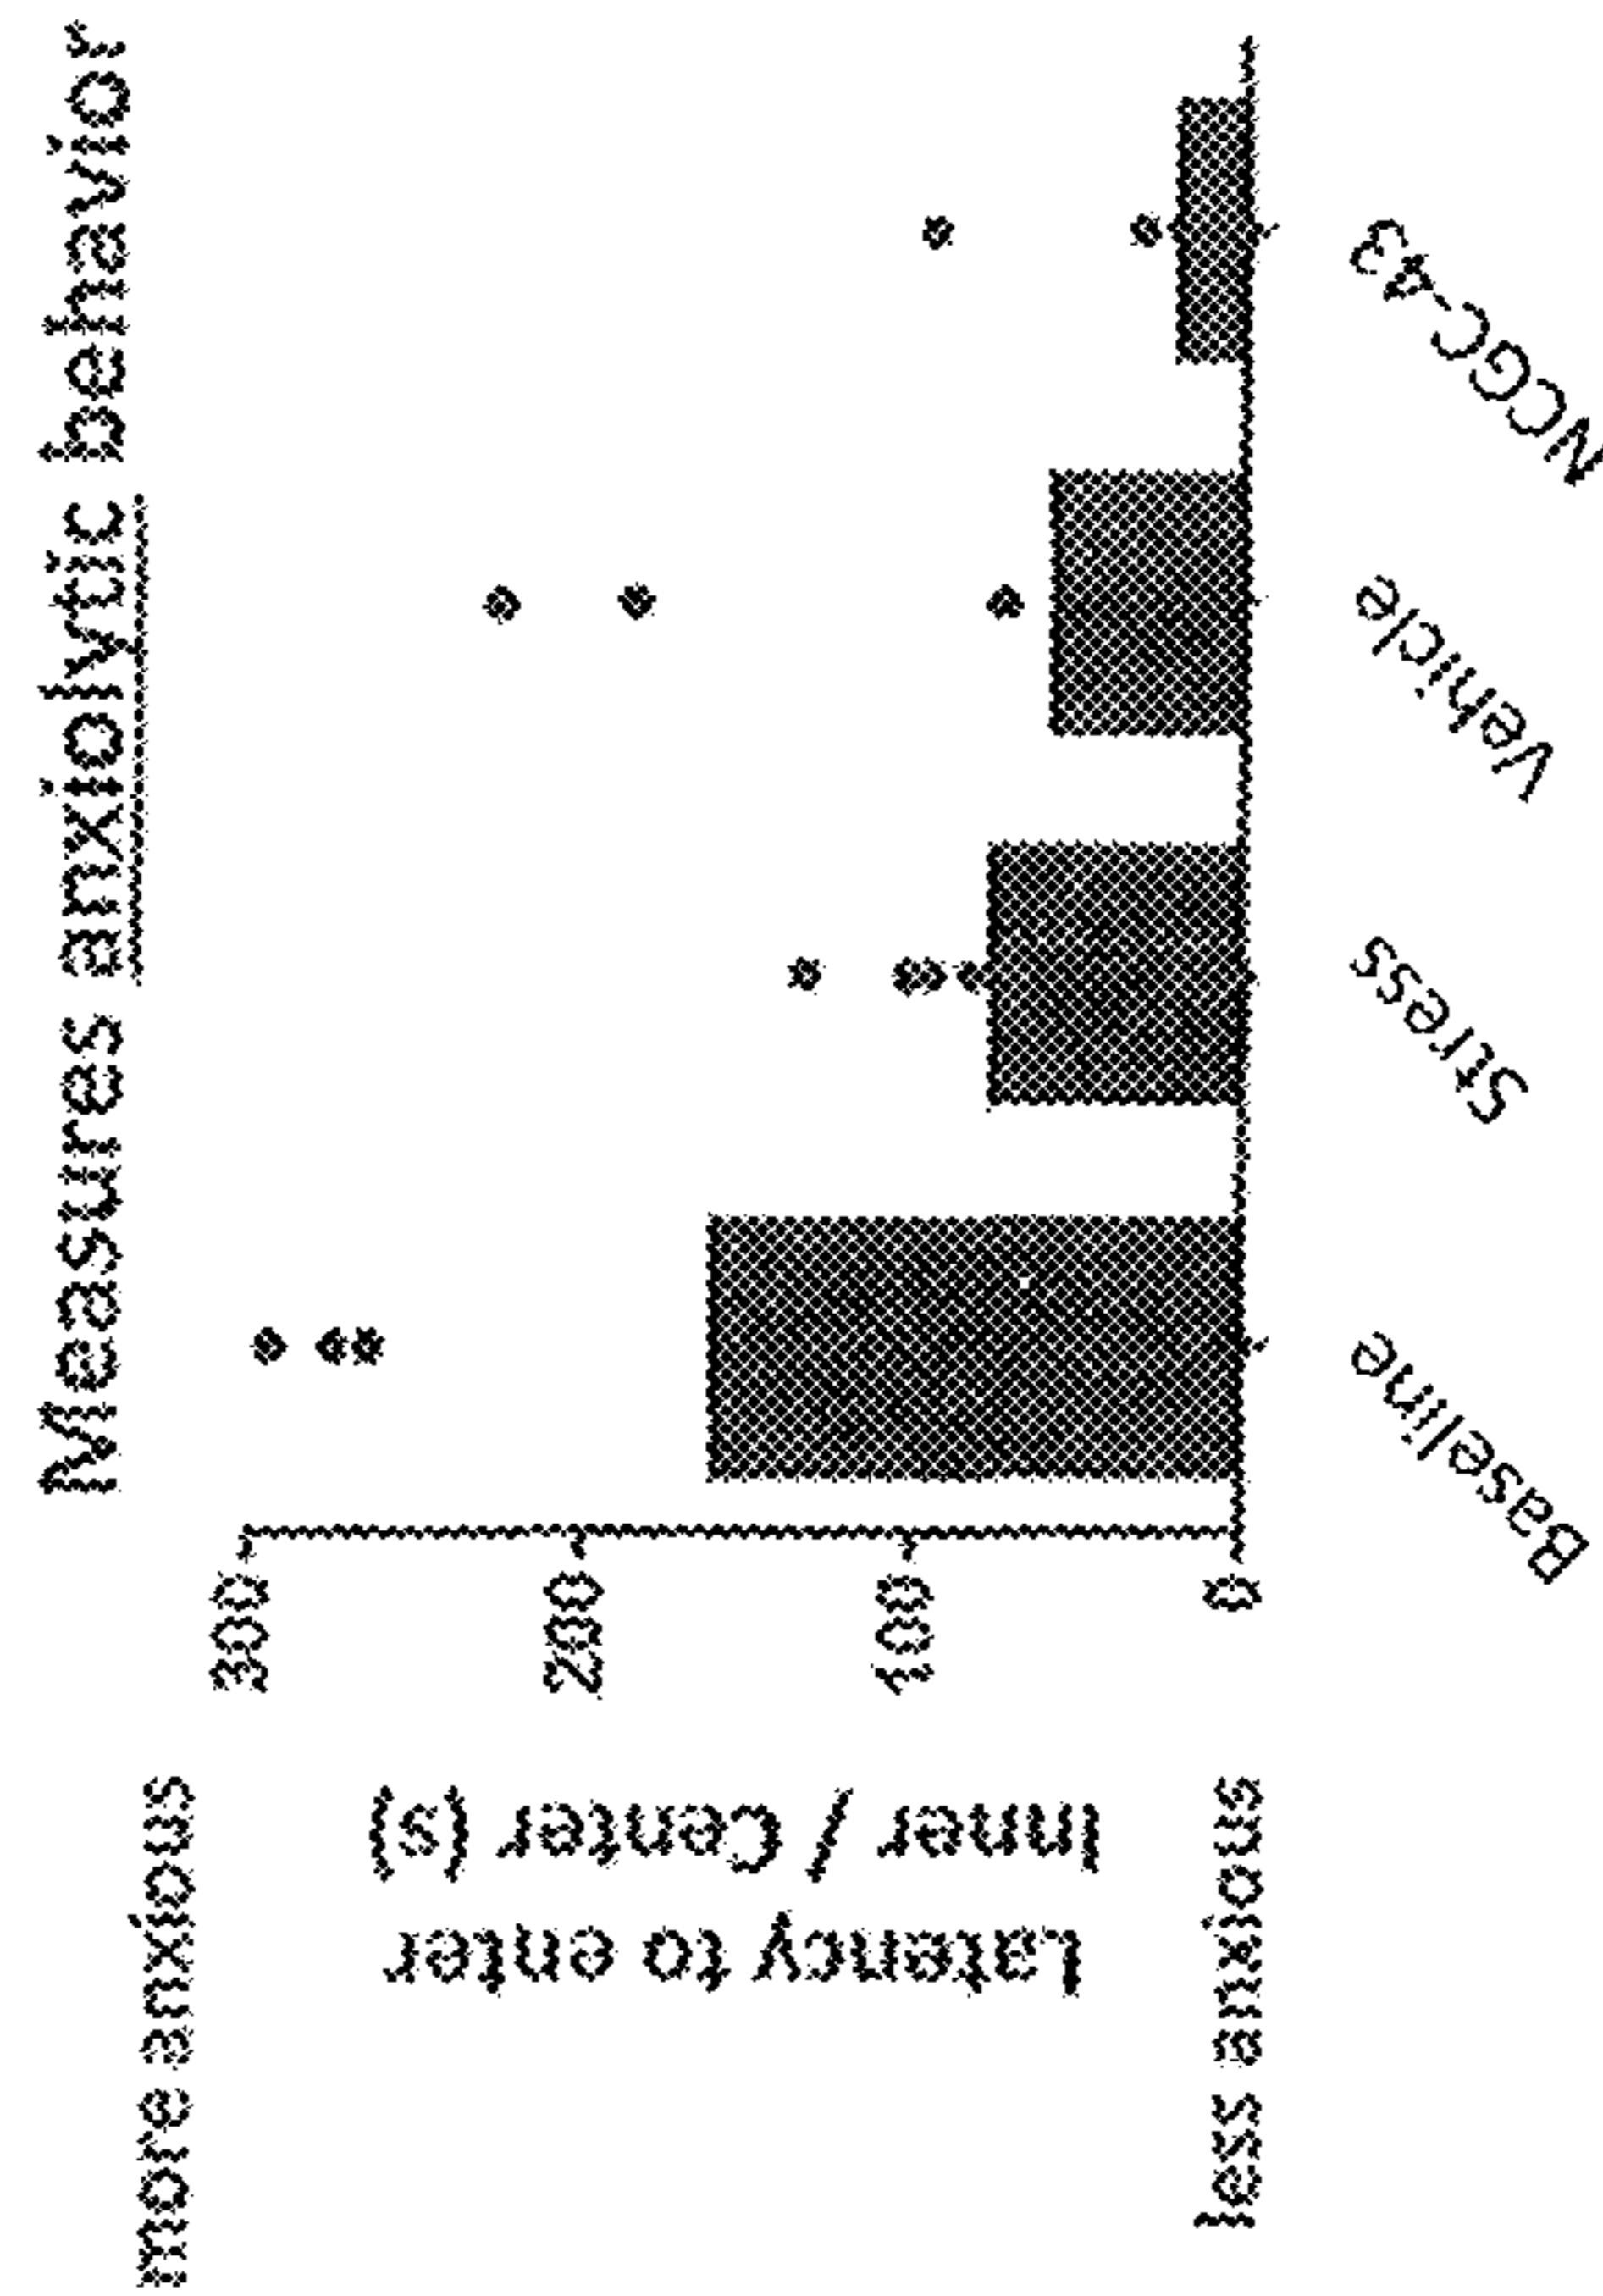 Measures anxiolytic behavior
more anxious
Latency to enter
Inner / Center (s)
less anxious
300
200
100
0
Baseline
Stress
Vehicle
NCGC-43